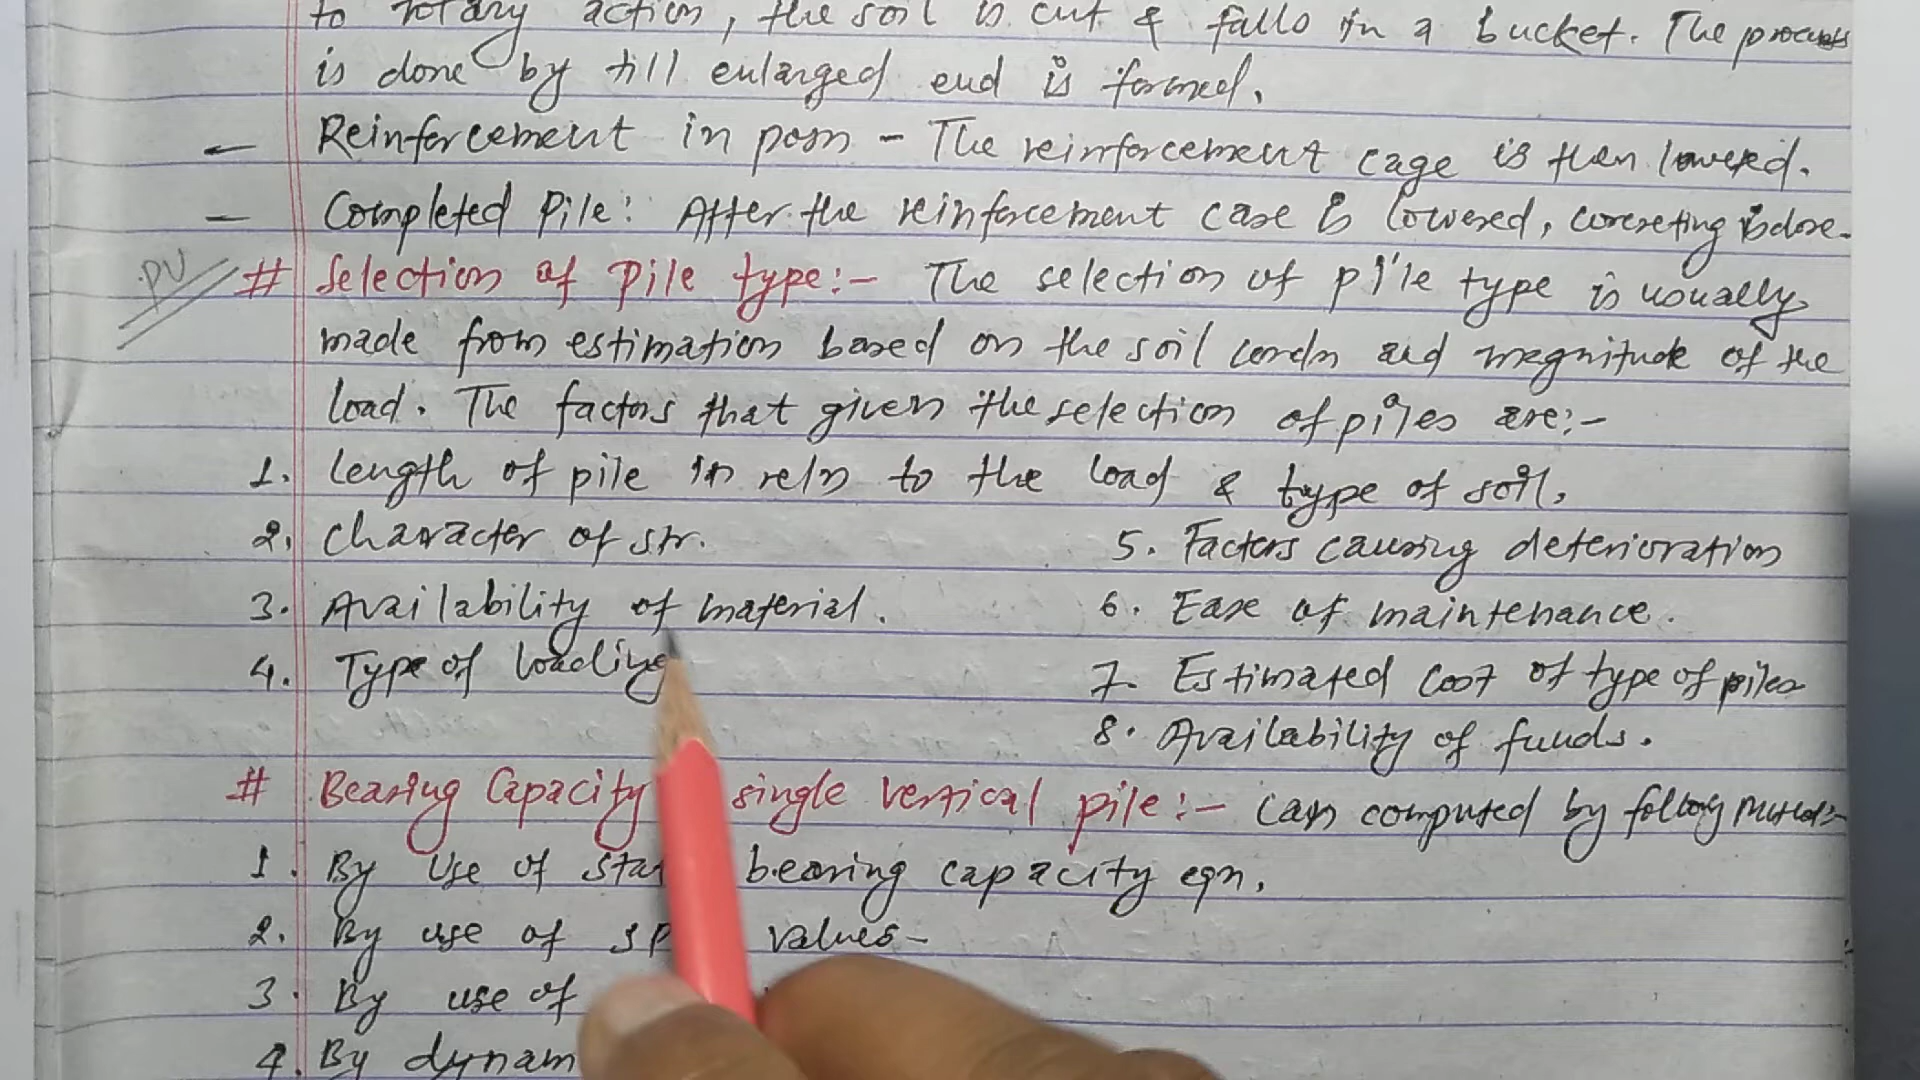 to rotary action, the soil is cut & falls in a bucket. The process
is done by till enlarged end is formed.
- Reinforcement in posn - The reinforcement cage is then lowered.
- Completed Pile: After the reinforcement case is lowered, concreting is done.
PU
# Selection of Pile type:- The selection of pile type is usually
made from estimation based on the soil condn and magnitude of the
load. The factors that given the selection of piles are:-
1. length of pile in reln to the load & type of soil.
2. character of str.
5. Factors causing deterioration
3. Availability of material.
6. Ease of maintenance.
4. Type of loading
7. Estimated cost of type of piles
8. Availability of funds.
# Bearing Capacity single vertical pile:- Can computed by
1. By Use of bearing capacity eqn.
2. By use of values-
3. By use of
4. By